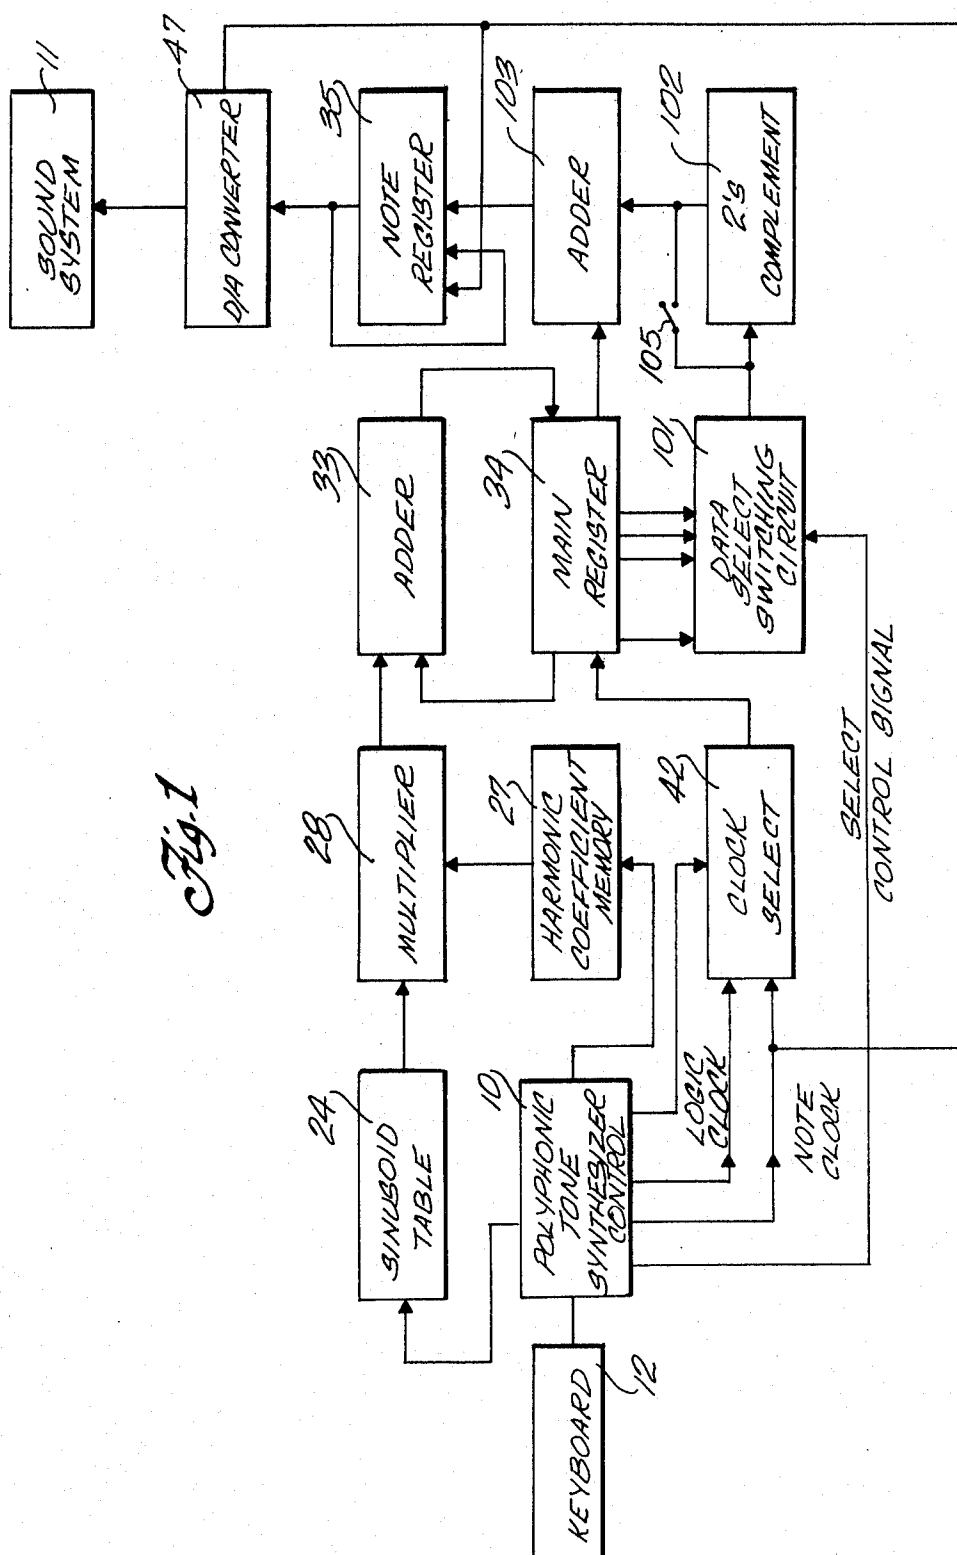 Fig. 1
KEYBOARD
12
POLYPHONIC
TONE
SYNTHESIZER
CONTROL
10
SINUSOID
TABLE
24
MULTIPLIER
28
HARMONIC
COEFFICIENT
MEMORY
27
CLOCK
SELECT
42
LOGIC
CLOCK
NOTE
CLOCK
SELECT
CONTROL SIGNAL
ADDER
33
MAIN
REGISTER
34
DATA
SELECT
SWITCHING
CIRCUIT
101
105
2's
COMPLEMENT
102
ADDER
103
NOTE
REGISTER
35
D/A CONVERTER
47
SOUND
SYSTEM
11